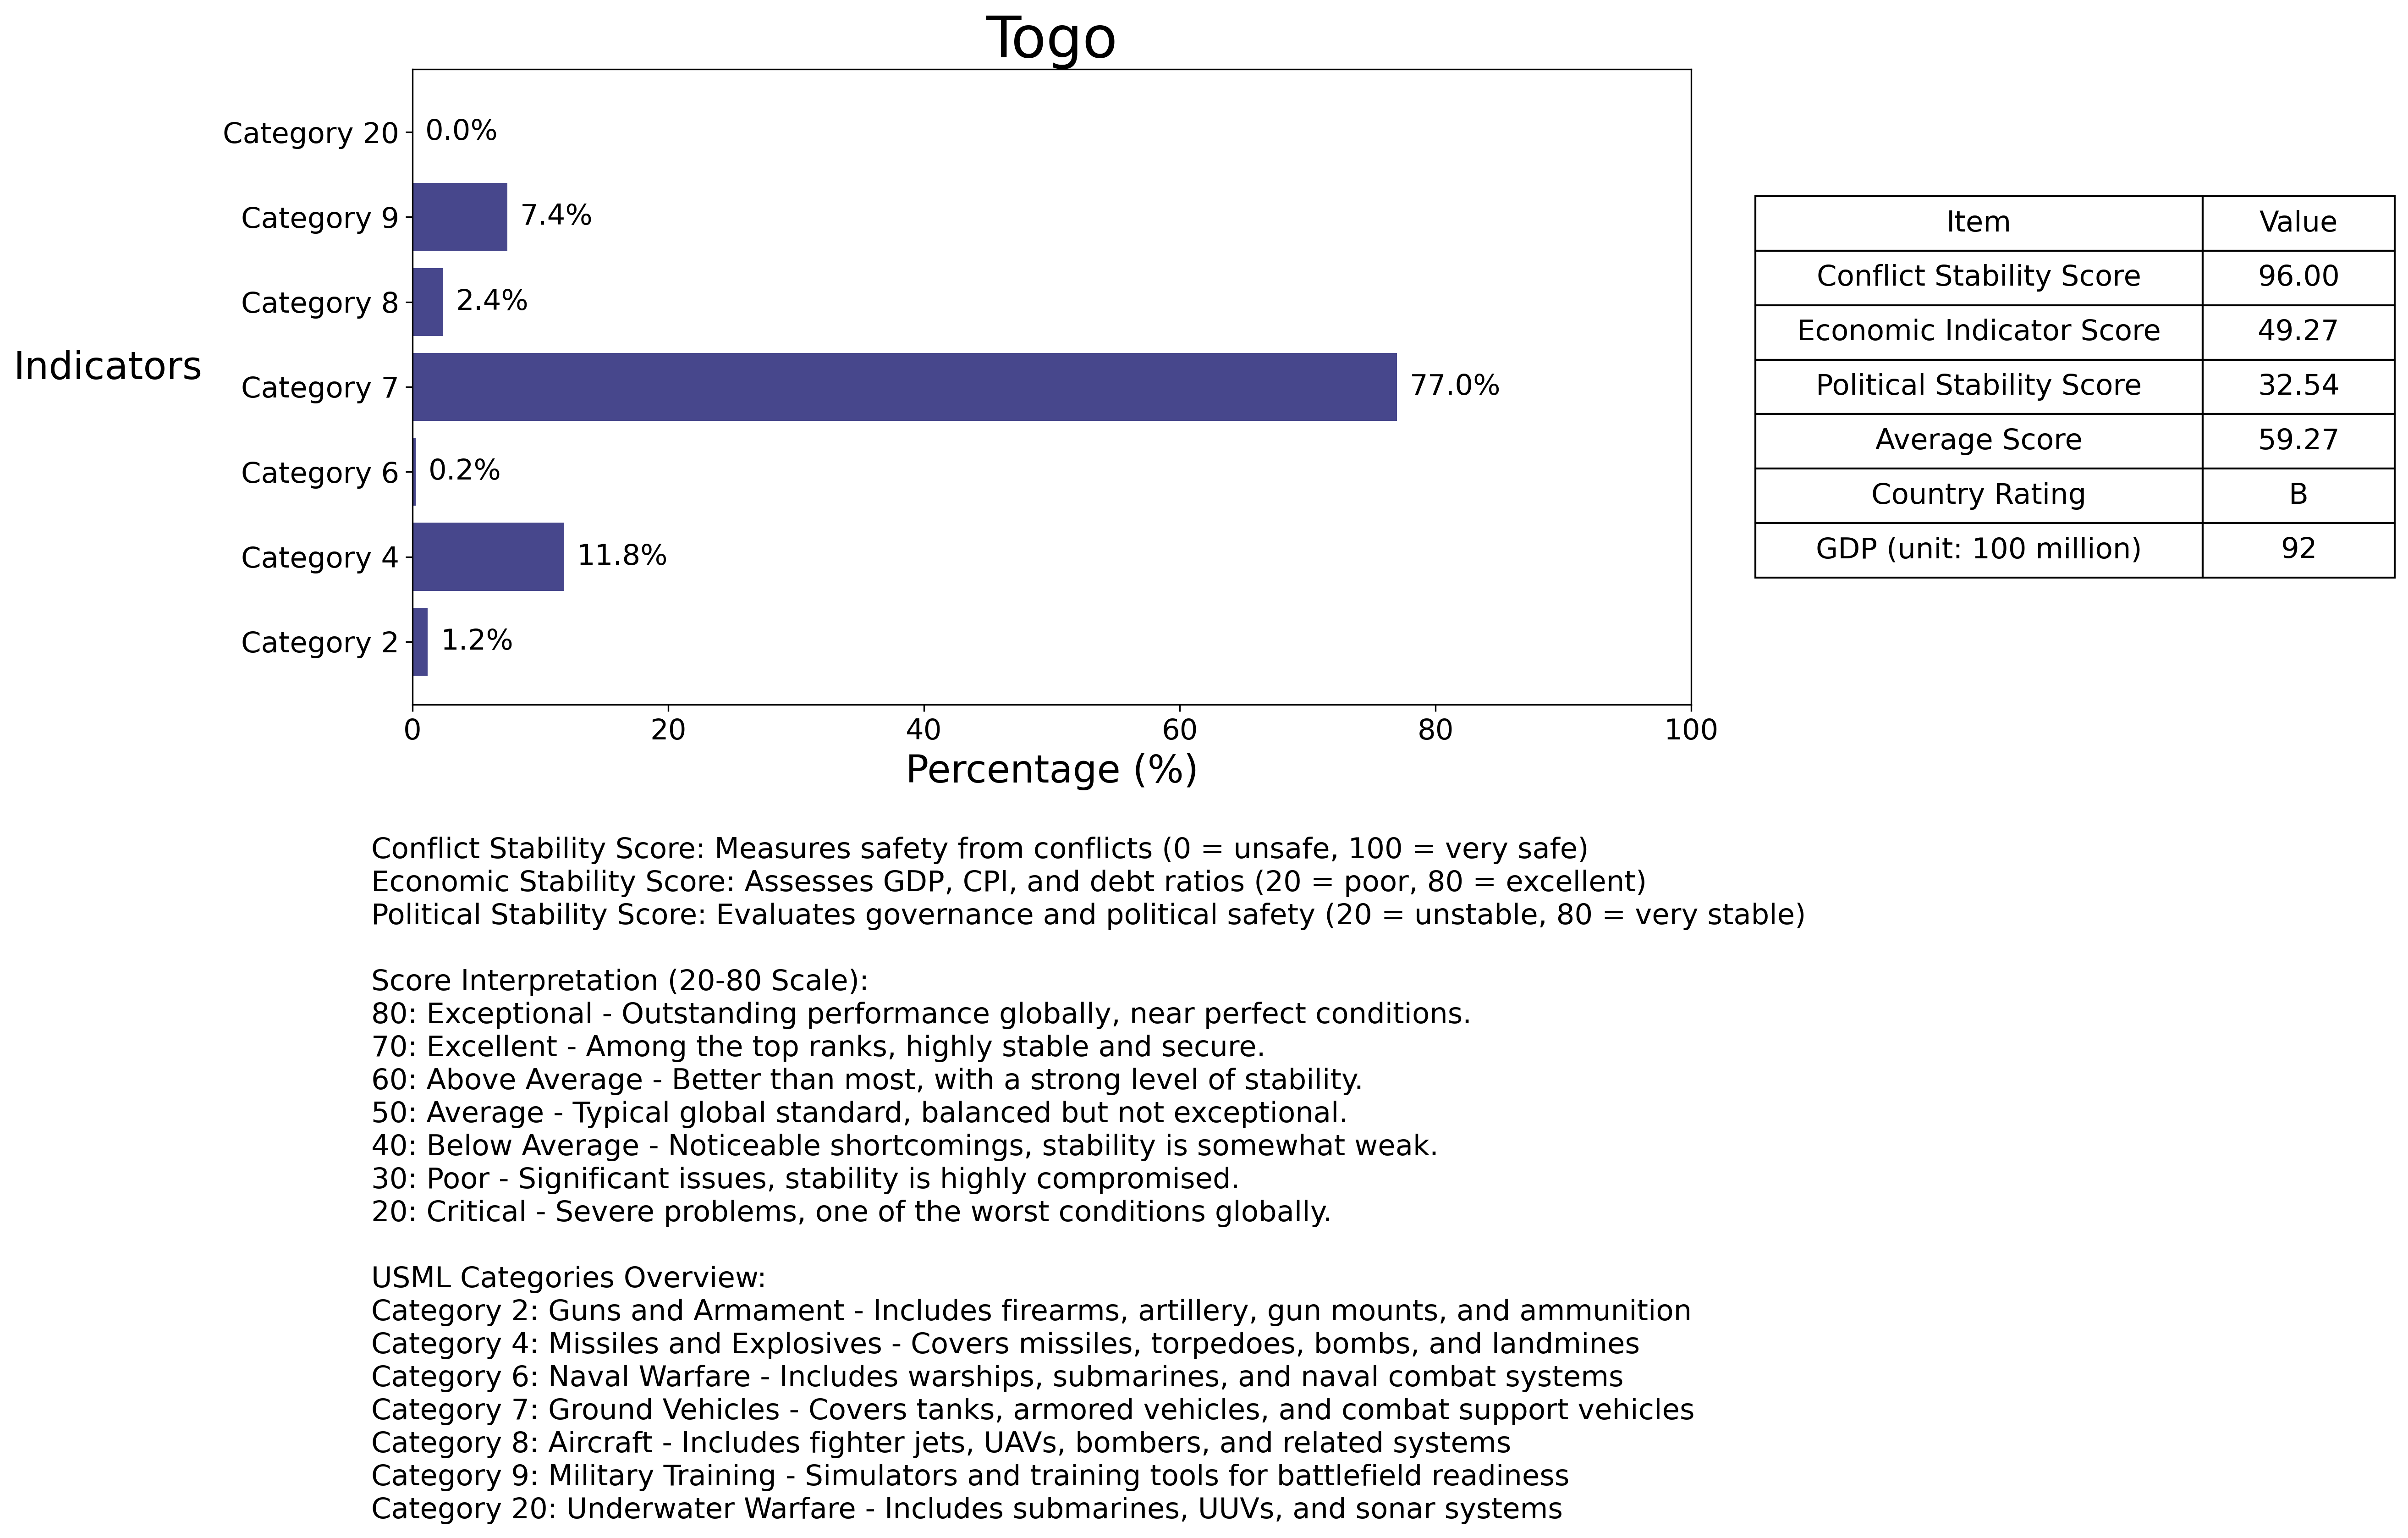 Togo
Indicators
Category 20 0.0%
Category 9 7.4%
Category 8 2.4%
Category 7 77.0%
Category 6 0.2%
Category 4 11.8%
Category 2 1.2%
0 20 40 60 80 100
Percentage (%)
Item Value
Conflict Stability Score 96.00
Economic Indicator Score 49.27
Political Stability Score 32.54
Average Score 59.27
Country Rating B
GDP (unit: 100 million) 92
Conflict Stability Score: Measures safety from conflicts (0 = unsafe, 100 = very safe)
Economic Stability Score: Assesses GDP, CPI, and debt ratios (20 = poor, 80 = excellent)
Political Stability Score: Evaluates governance and political safety (20 = unstable, 80 = very stable)
Score Interpretation (20-80 Scale):
80: Exceptional - Outstanding performance globally, near perfect conditions.
70: Excellent - Among the top ranks, highly stable and secure.
60: Above Average - Better than most, with a strong level of stability.
50: Average - Typical global standard, balanced but not exceptional.
40: Below Average - Noticeable shortcomings, stability is somewhat weak.
30: Poor - Significant issues, stability is highly compromised.
20: Critical - Severe problems, one of the worst conditions globally.
USML Categories Overview:
Category 2: Guns and Armament - Includes firearms, artillery, gun mounts, and ammunition
Category 4: Missiles and Explosives - Covers missiles, torpedoes, bombs, and landmines
Category 6: Naval Warfare - Includes warships, submarines, and naval combat systems
Category 7: Ground Vehicles - Covers tanks, armored vehicles, and combat support vehicles
Category 8: Aircraft - Includes fighter jets, UAVs, bombers, and related systems
Category 9: Military Training - Simulators and training tools for battlefield readiness
Category 20: Underwater Warfare - Includes submarines, UUVs, and sonar systems